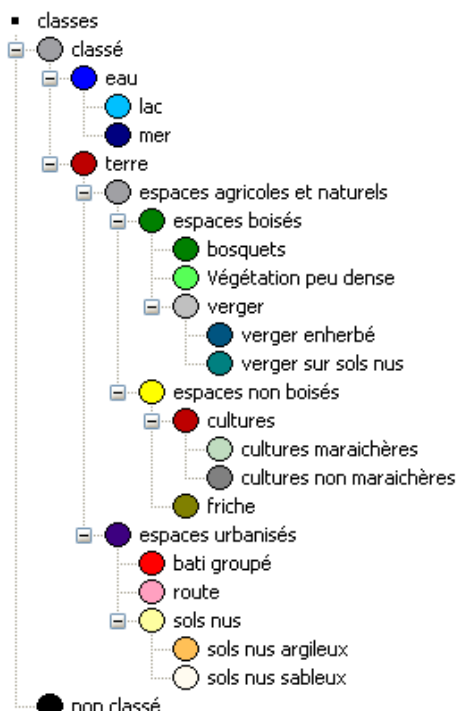 classes
classé
eau
lac
mer
terre
espaces agricoles et naturels
espaces boisés
bosquets
Végétation peu dense
verger
verger enherbé
verger sur sols nus
espaces non boisés
cultures
cultures maraichères
cultures non maraichères
friche
espaces urbanisés
bati groupé
route
sols nus
sols nus argileux
sols nus sableux
non classé